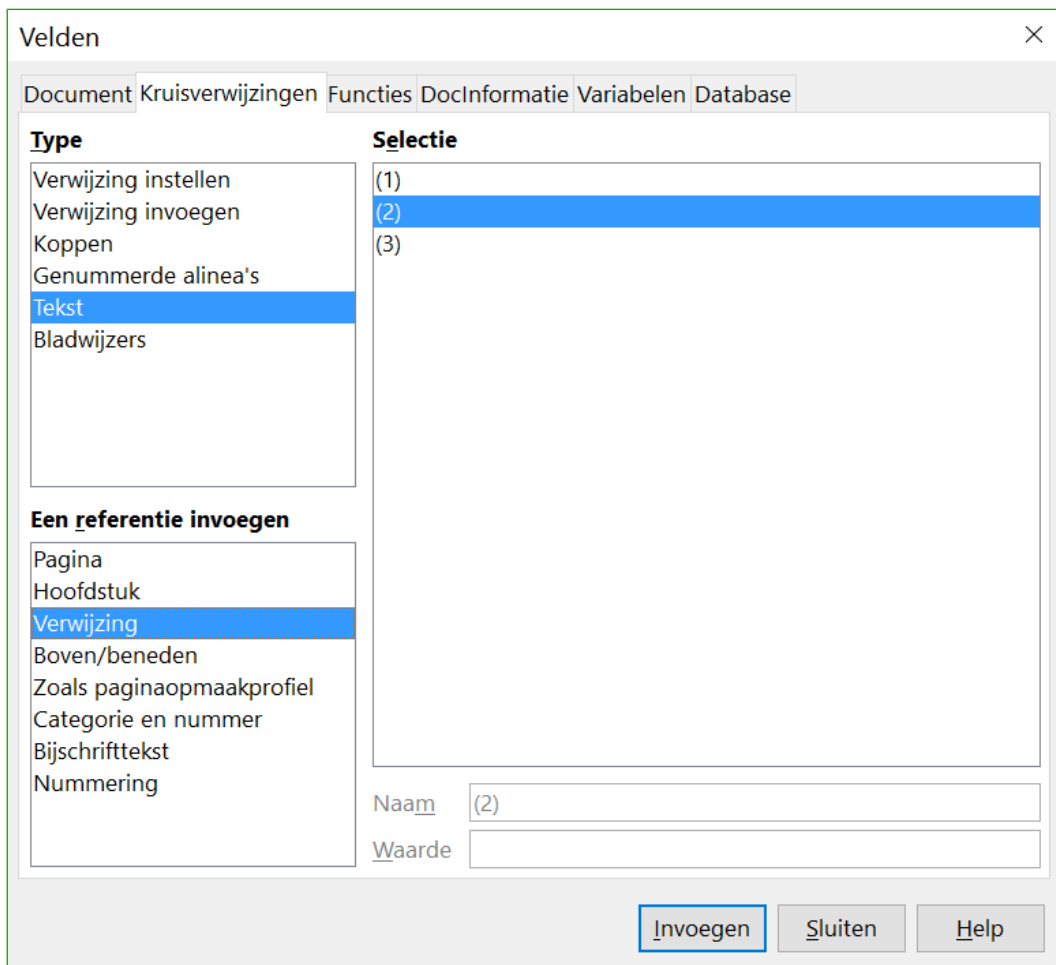 Velden
Document Kruisverwijzingen Functies DocInformatie Variabelen Database
Type
Verwijzing instellen
Verwijzing invoegen
Koppen
Genummerde alinea's
Tekst
Bladwijzers
Selectie
(1)
(2)
(3)
Een referentie invoegen
Pagina
Hoofdstuk
Verwijzing
Boven/beneden
Zoals paginaopmaakprofiel
Categorie en nummer
Bijschrifttekst
Nummering
Naam (2)
Waarde
Invoegen Sluiten Help